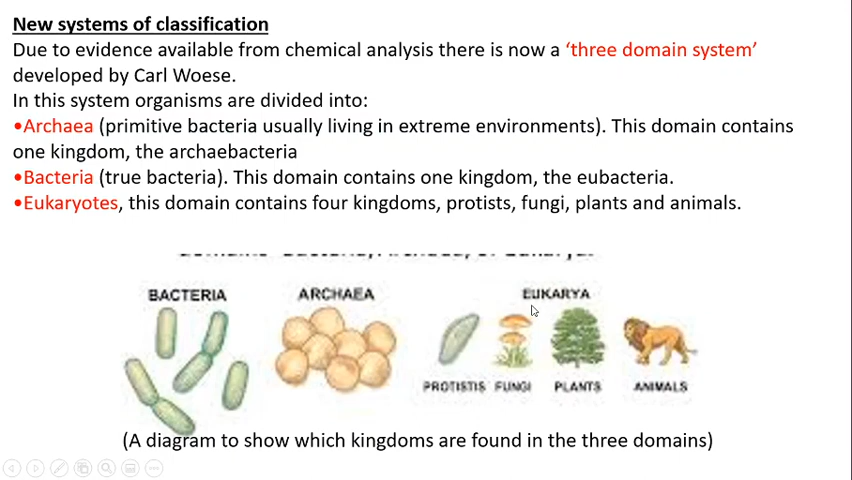 New systems of classification
Due to evidence available from chemical analysis there is now a ‘three domain system’
developed by Carl Woese.
In this system organisms are divided into:
•Archaea (primitive bacteria usually living in extreme environments). This domain contains
one kingdom, the archaebacteria
•Bacteria (true bacteria). This domain contains one kingdom, the eubacteria.
•Eukaryotes, this domain contains four kingdoms, protists, fungi, plants and animals.
BACTERIA ARCHAEA EUKARYA
PROTISTIS FUNGI PLANTS ANIMALS
(A diagram to show which kingdoms are found in the three domains)